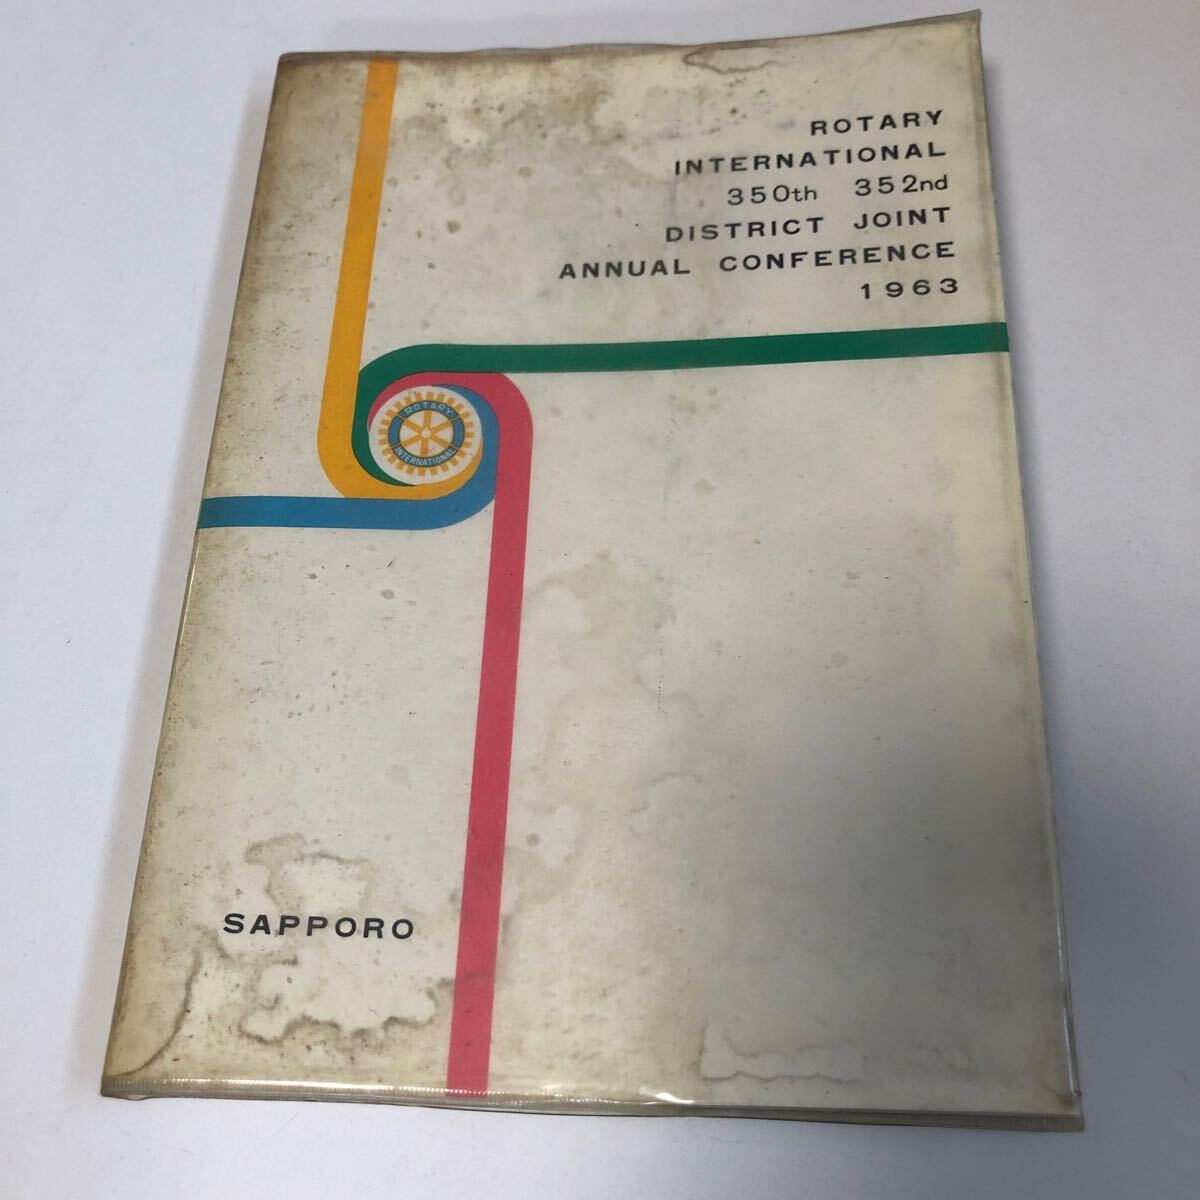 ROTARY
INTERNATIONAL
350th 352nd
DISTRICT JOINT
ANNUAL CONFERENCE
1963
ROTARY
INTERNATIONAL
SAPPORO